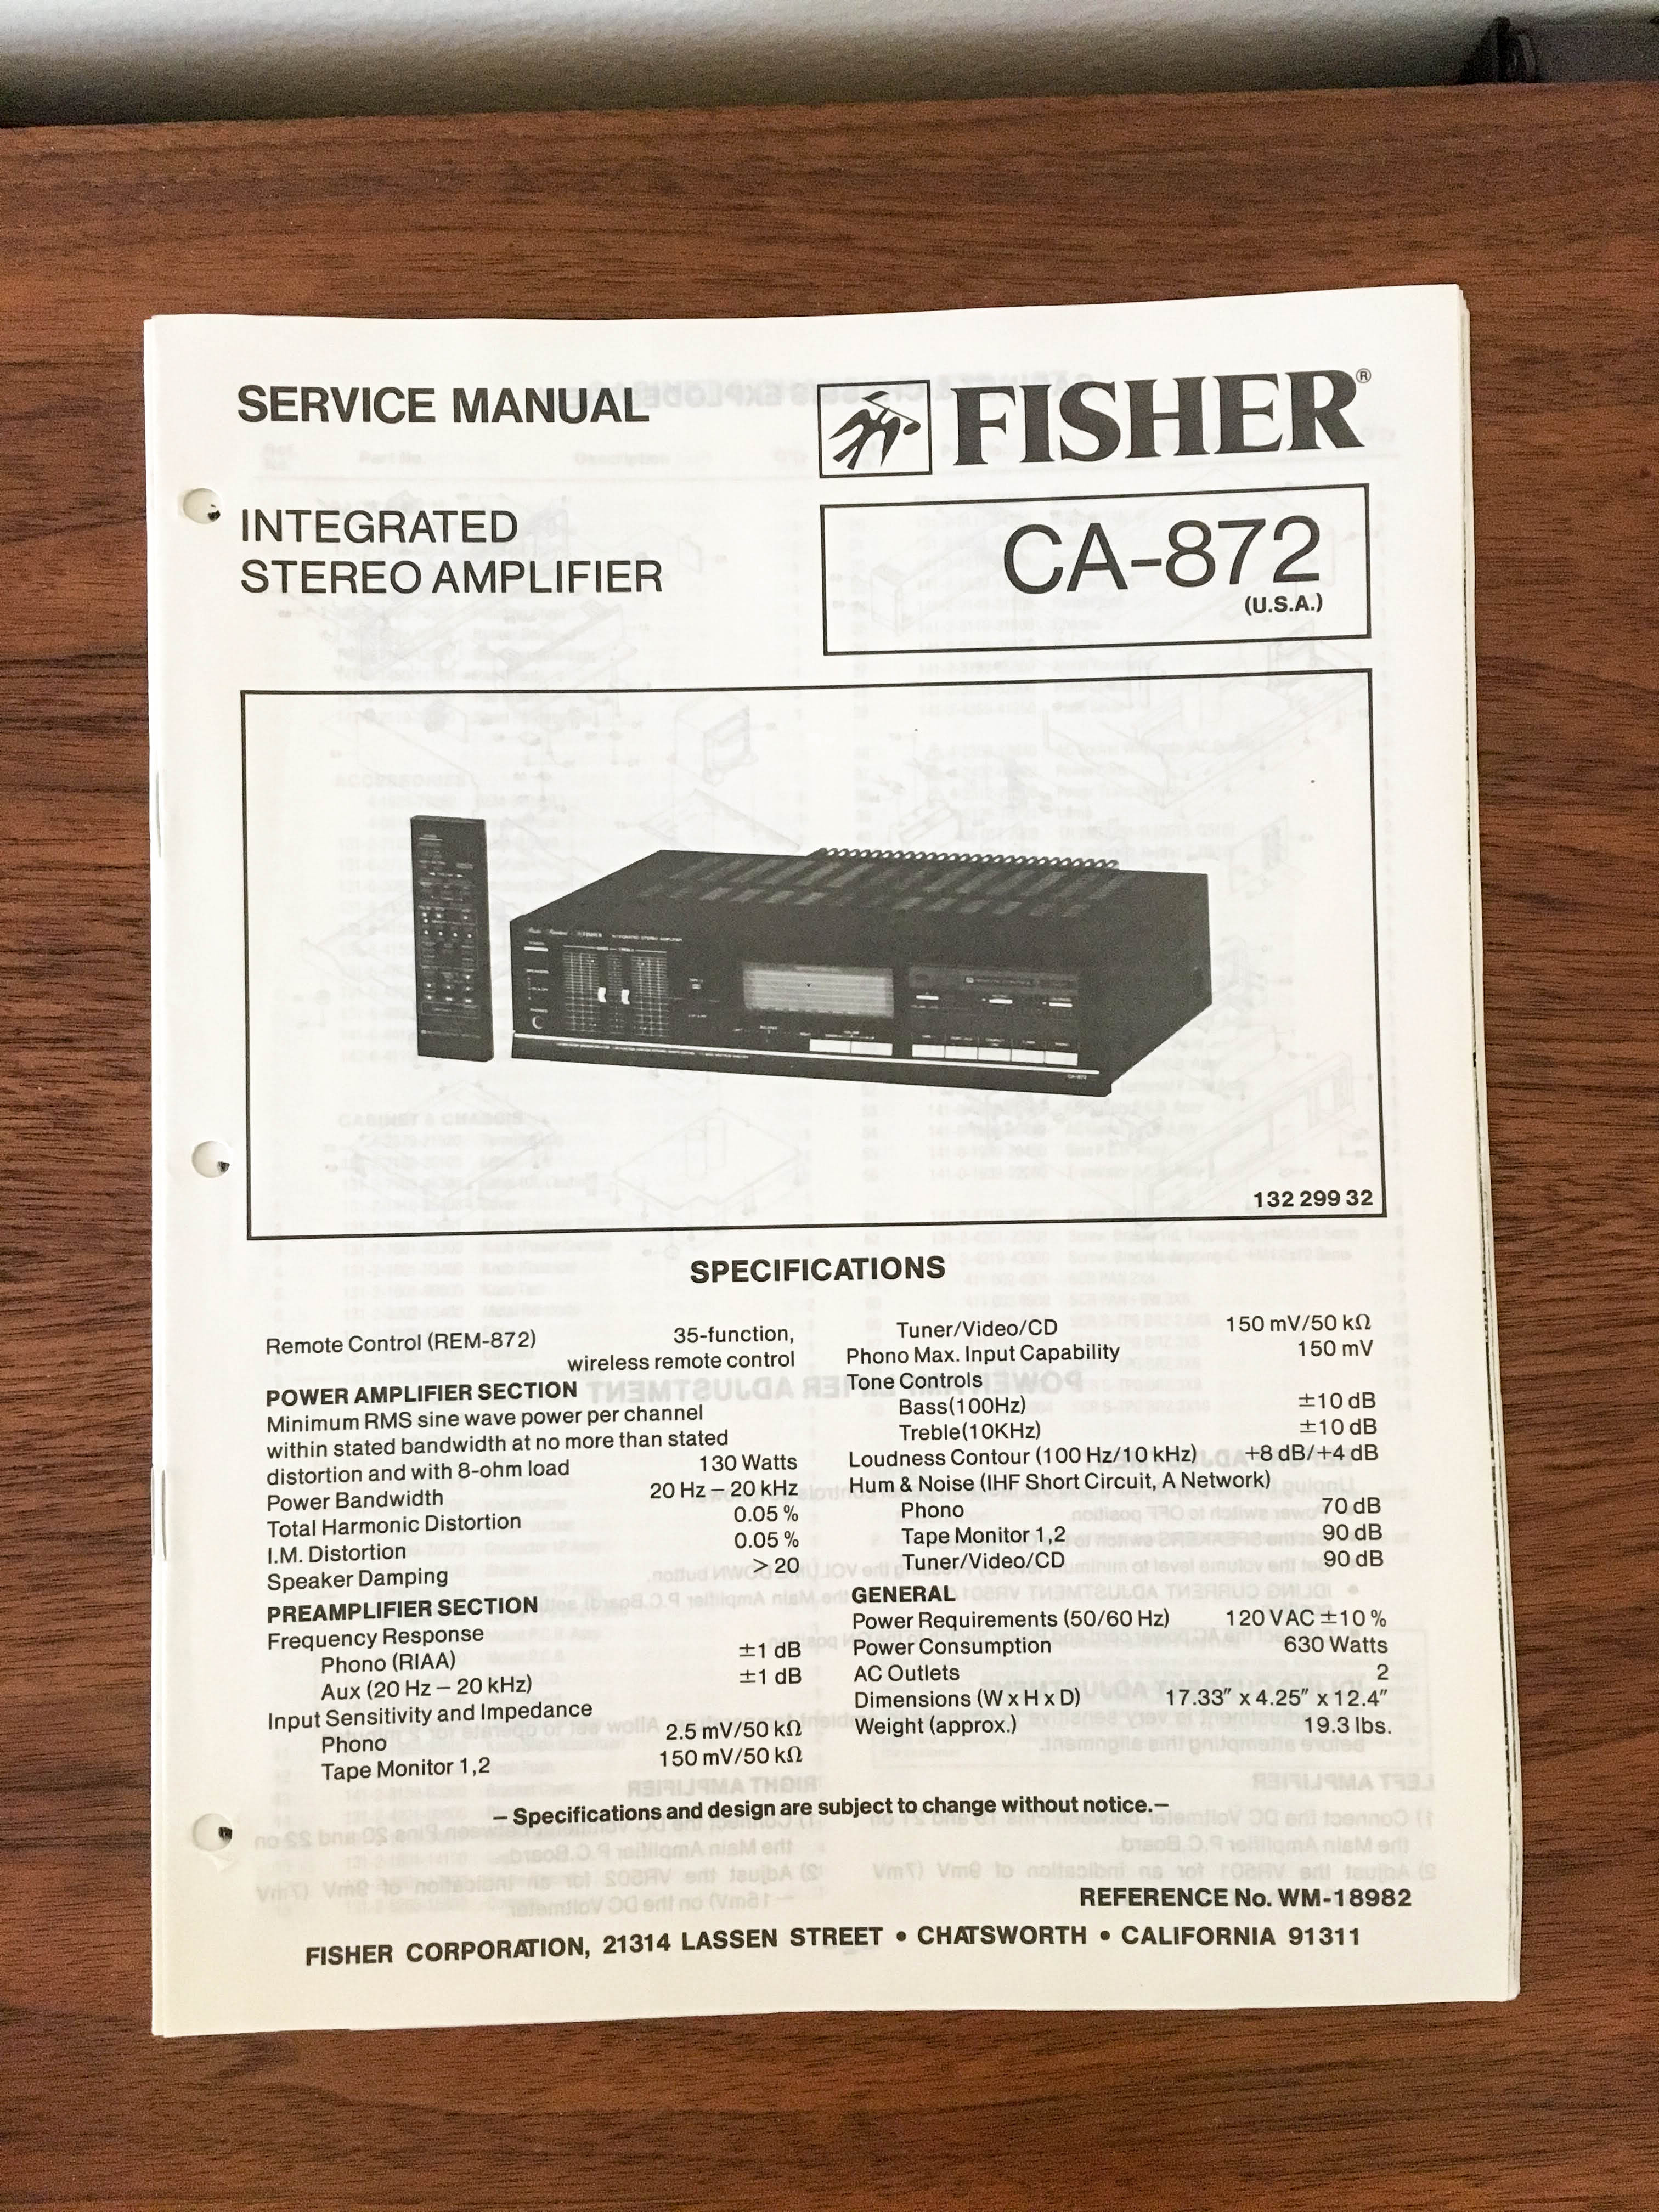 SERVICE MANUAL
FISHER®
INTEGRATED
STEREO AMPLIFIER
CA-872
(U.S.A.)
CA-872
132 299 32
SPECIFICATIONS
Remote Control (REM-872) 35-function,
wireless remote control
POWER AMPLIFIER SECTION
Minimum RMS sine wave power per channel
within stated bandwidth at no more than stated
distortion and with 8-ohm load 130 Watts
Power Bandwidth 20 Hz – 20 kHz
Total Harmonic Distortion 0.05 %
I.M. Distortion 0.05 %
Speaker Damping > 20
PREAMPLIFIER SECTION
Frequency Response
Phono (RIAA) ±1 dB
Aux (20 Hz – 20 kHz) ±1 dB
Input Sensitivity and Impedance
Phono 2.5 mV/50 kΩ
Tape Monitor 1,2 150 mV/50 kΩ
Tuner/Video/CD 150 mV/50 kΩ
Phono Max. Input Capability 150 mV
Tone Controls
Bass(100Hz) ±10 dB
Treble(10KHz) ±10 dB
Loudness Contour (100 Hz/10 kHz) +8 dB/+4 dB
Hum & Noise (IHF Short Circuit, A Network)
Phono 70 dB
Tape Monitor 1,2 90 dB
Tuner/Video/CD 90 dB
GENERAL
Power Requirements (50/60 Hz) 120 VAC ±10 %
Power Consumption 630 Watts
AC Outlets 2
Dimensions (W x H x D) 17.33″ x 4.25″ x 12.4″
Weight (approx.) 19.3 lbs.
– Specifications and design are subject to change without notice.–
REFERENCE No. WM-18982
FISHER CORPORATION, 21314 LASSEN STREET • CHATSWORTH • CALIFORNIA 91311